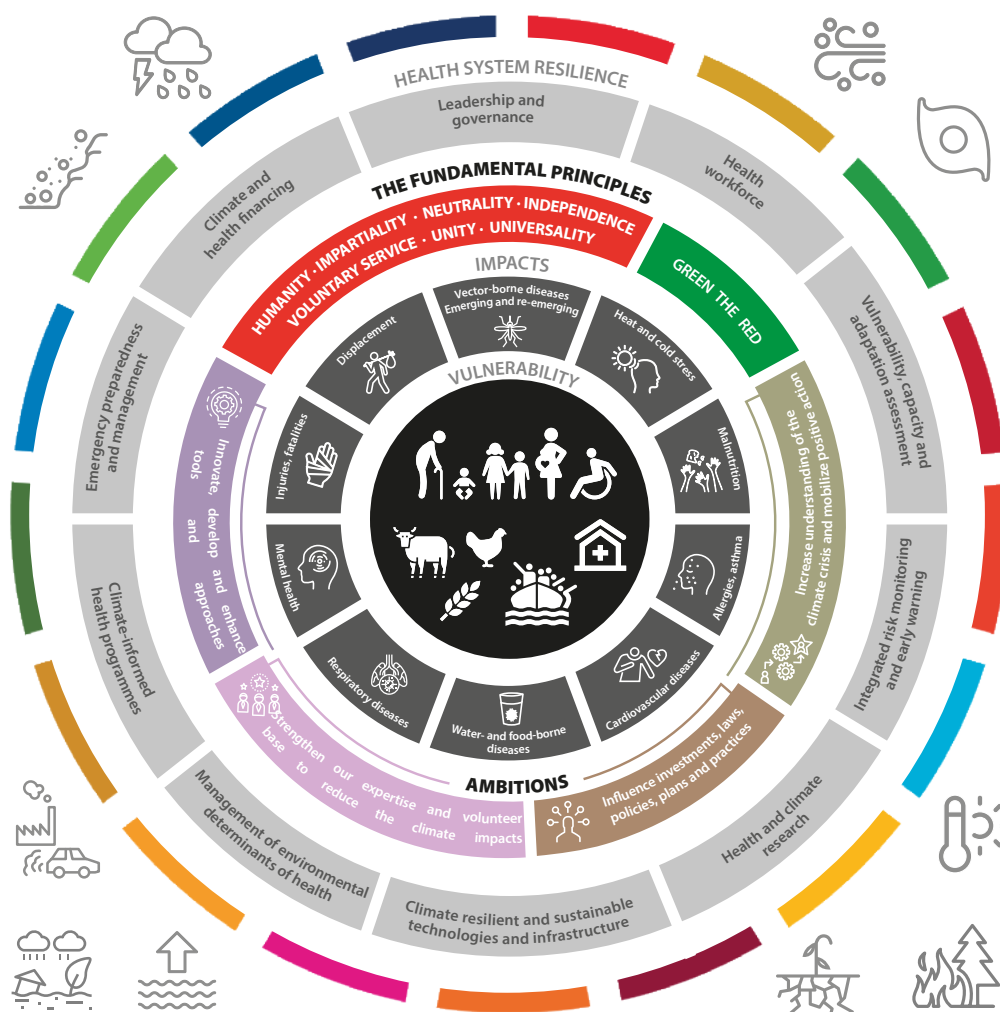 HEALTH SYSTEM RESILIENCE
Leadership and
governance
Health
workforce
Vulnerability, capacity and
adaptation assessment
Integrated risk monitoring
and early warning
Health and climate
research
Climate resilient and sustainable
technologies and infrastructure
Management of environmental
determinants of health
Climate-informed
health programmes
Emergency preparedness
and management
Climate and
health financing
THE FUNDAMENTAL PRINCIPLES
HUMANITY · IMPARTIALITY · NEUTRALITY · INDEPENDENCE
VOLUNTARY SERVICE · UNITY · UNIVERSALITY
GREEN THE RED
Increase understanding of the
climate crisis and mobilize positive action
Influence investments, laws,
policies, plans and practices
AMBITIONS
Strengthen our expertise and volunteer
base to reduce the climate impacts
Innovate, develop and enhance
tools and approaches
IMPACTS
Vector-borne diseases
Emerging and re-emerging
Heat and cold stress
Malnutrition
Allergies, asthma
Cardiovascular diseases
Water- and food-borne
diseases
Respiratory diseases
Mental health
Injuries, fatalities
Displacement
VULNERABILITY